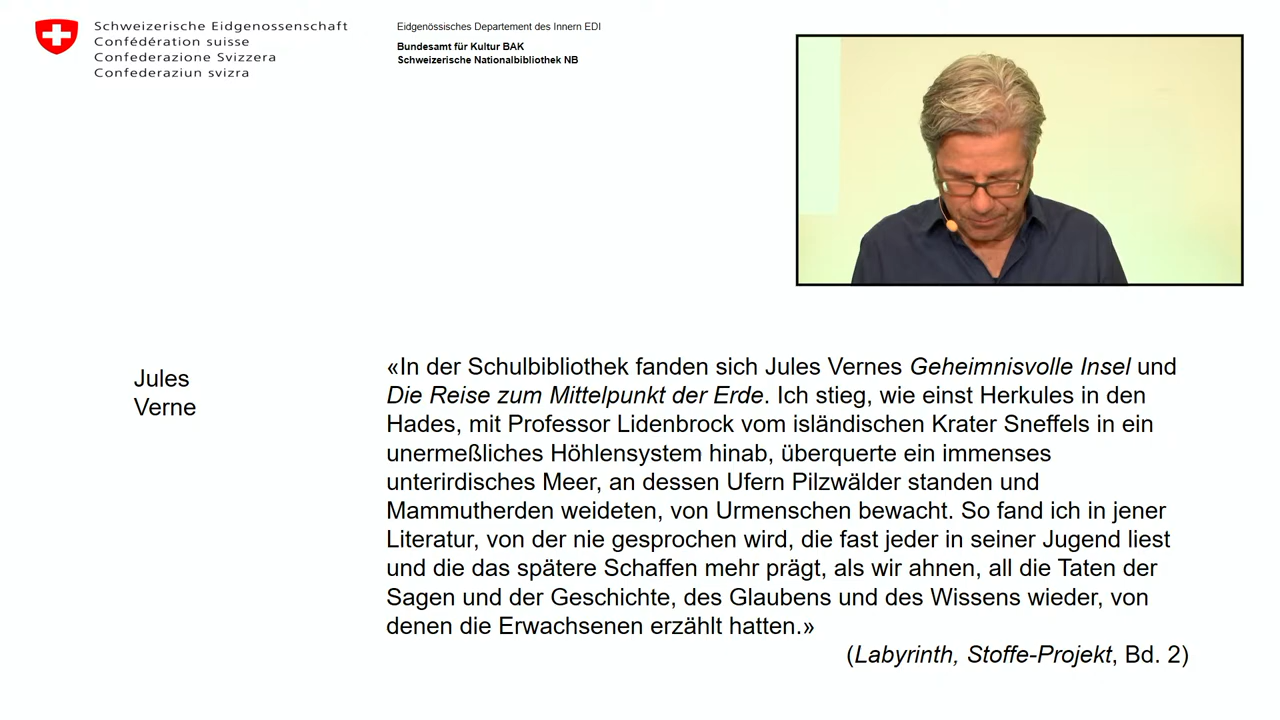 Schweizerische Eidgenossenschaft
Confédération suisse
Confederazione Svizzera
Confederaziun svizra
Eidgenössisches Departement des Innern EDI
Bundesamt für Kultur BAK
Schweizerische Nationalbibliothek NB
Jules
Verne
«In der Schulbibliothek fanden sich Jules Vernes Geheimnisvolle Insel und
Die Reise zum Mittelpunkt der Erde. Ich stieg, wie einst Herkules in den
Hades, mit Professor Lidenbrock vom isländischen Krater Sneffels in ein
unermeßliches Höhlensystem hinab, überquerte ein immenses
unterirdisches Meer, an dessen Ufern Pilzwälder standen und
Mammutherden weideten, von Urmenschen bewacht. So fand ich in jener
Literatur, von der nie gesprochen wird, die fast jeder in seiner Jugend liest
und die das spätere Schaffen mehr prägt, als wir ahnen, all die Taten der
Sagen und der Geschichte, des Glaubens und des Wissens wieder, von
denen die Erwachsenen erzählt hatten.»
(Labyrinth, Stoffe-Projekt, Bd. 2)